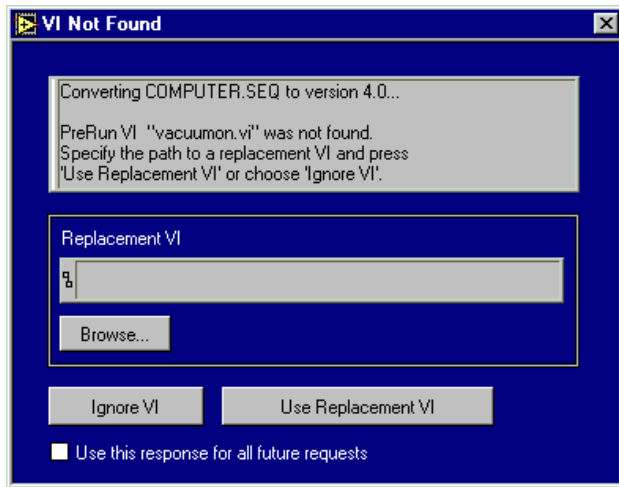 VI Not Found
Converting COMPUTER.SEQ to version 4.0...
PreRun VI "vacuumon.vi" was not found.
Specify the path to a replacement VI and press
'Use Replacement VI' or choose 'Ignore VI'.
Replacement VI
Browse...
Ignore VI
Use Replacement VI
Use this response for all future requests